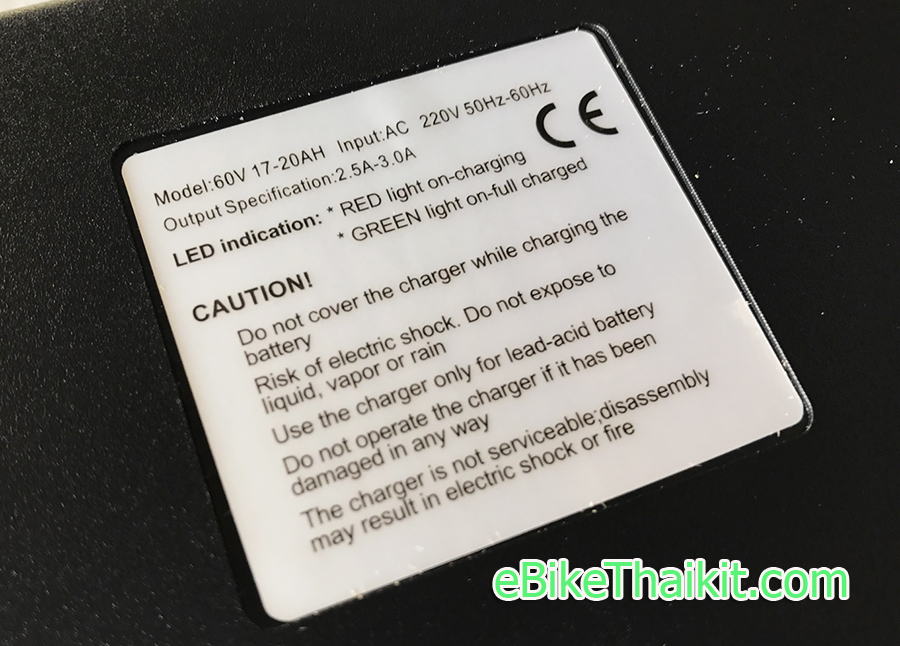 Model:60V 17-20AH Input:AC 220V 50Hz-60Hz
Output Specification:2.5A-3.0A
CE
LED indication: * RED light on-charging
* GREEN light on-full charged
CAUTION!
Do not cover the charger while charging the
battery
Risk of electric shock. Do not expose to
liquid, vapor or rain
Use the charger only for lead-acid battery
Do not operate the charger if it has been
damaged in any way
The charger is not serviceable;disassembly
may result in electric shock or fire
eBikeThaikit.com